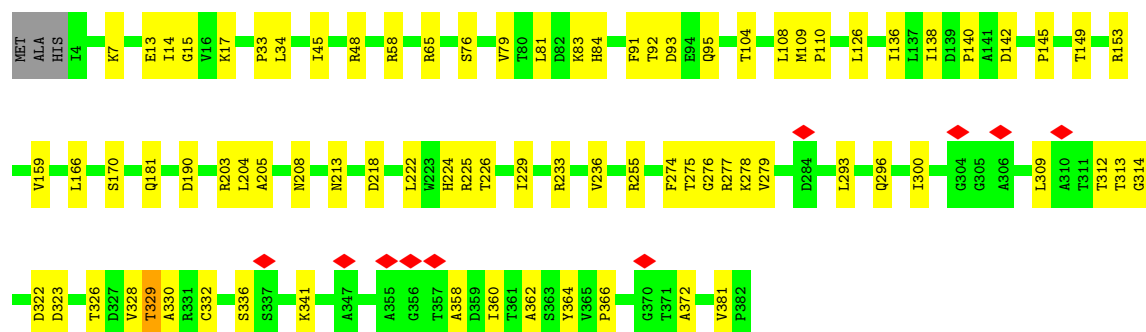 MET ALA HIS I4 K7 E13 I14 G15 V16 K17 P33 L34 I45 R48 R58 R65 S76 V79 T80 L81 D82 K83 H84 F91 T92 D93 E94 Q95 T104 L108 M109 P110 L126 I136 L137 I138 D139 P140 A141 D142 P145 T149 R153
V159 L166 S170 Q181 D190 R203 L204 A205 N208 N213 D218 L222 W223 H224 R225 T226 I229 R233 V236 R255 F274 T275 G276 R277 K278 V279 D284 L293 Q296 I300 G304 G305 A306 L309 A310 T311 T312 T313 G314
D322 D323 T326 D327 V328 T329 A330 R331 C332 S336 S337 K341 A347 A355 G356 T357 A358 D359 I360 T361 A362 S363 Y364 V365 P366 G370 T371 A372 V381 P382